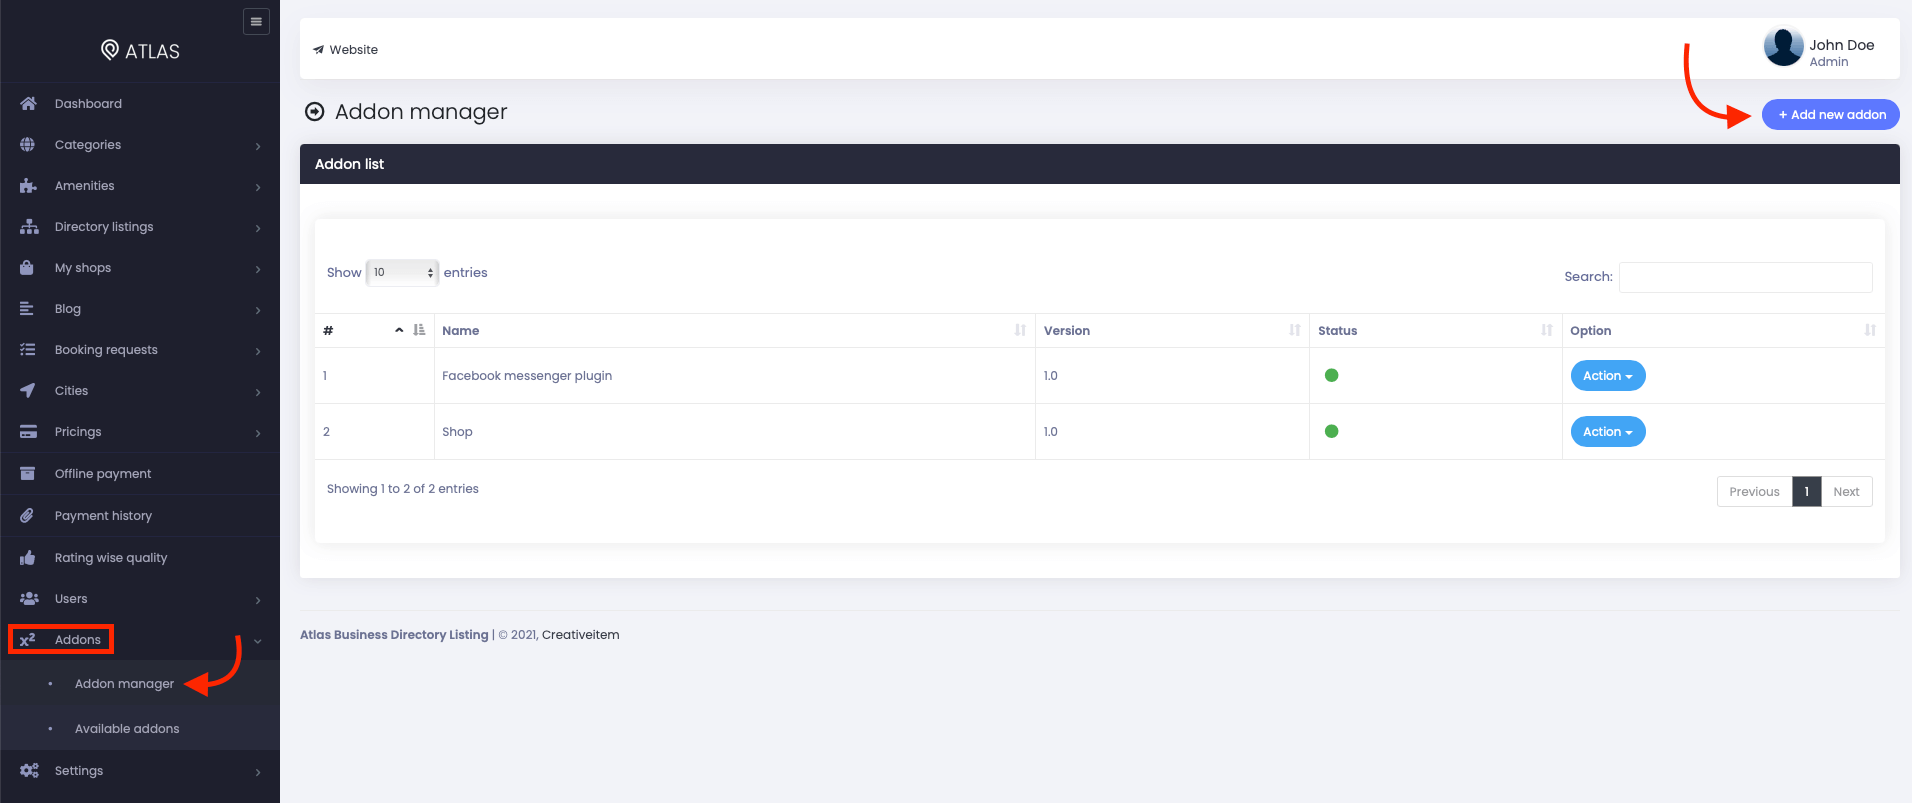 ATLAS
Dashboard
Categories
Amenities
Directory listings
My shops
Blog
Booking requests
Cities
Pricings
Offline payment
Payment history
Rating wise quality
Users
x² Addons
• Addon manager
• Available addons
Settings
Website
John Doe
Admin
Addon manager
+ Add new addon
Addon list
Show 10 entries
Search:
# Name Version Status Option
1 Facebook messenger plugin 1.0 Action
2 Shop 1.0 Action
Showing 1 to 2 of 2 entries
Previous 1 Next
Atlas Business Directory Listing | © 2021, Creativeitem